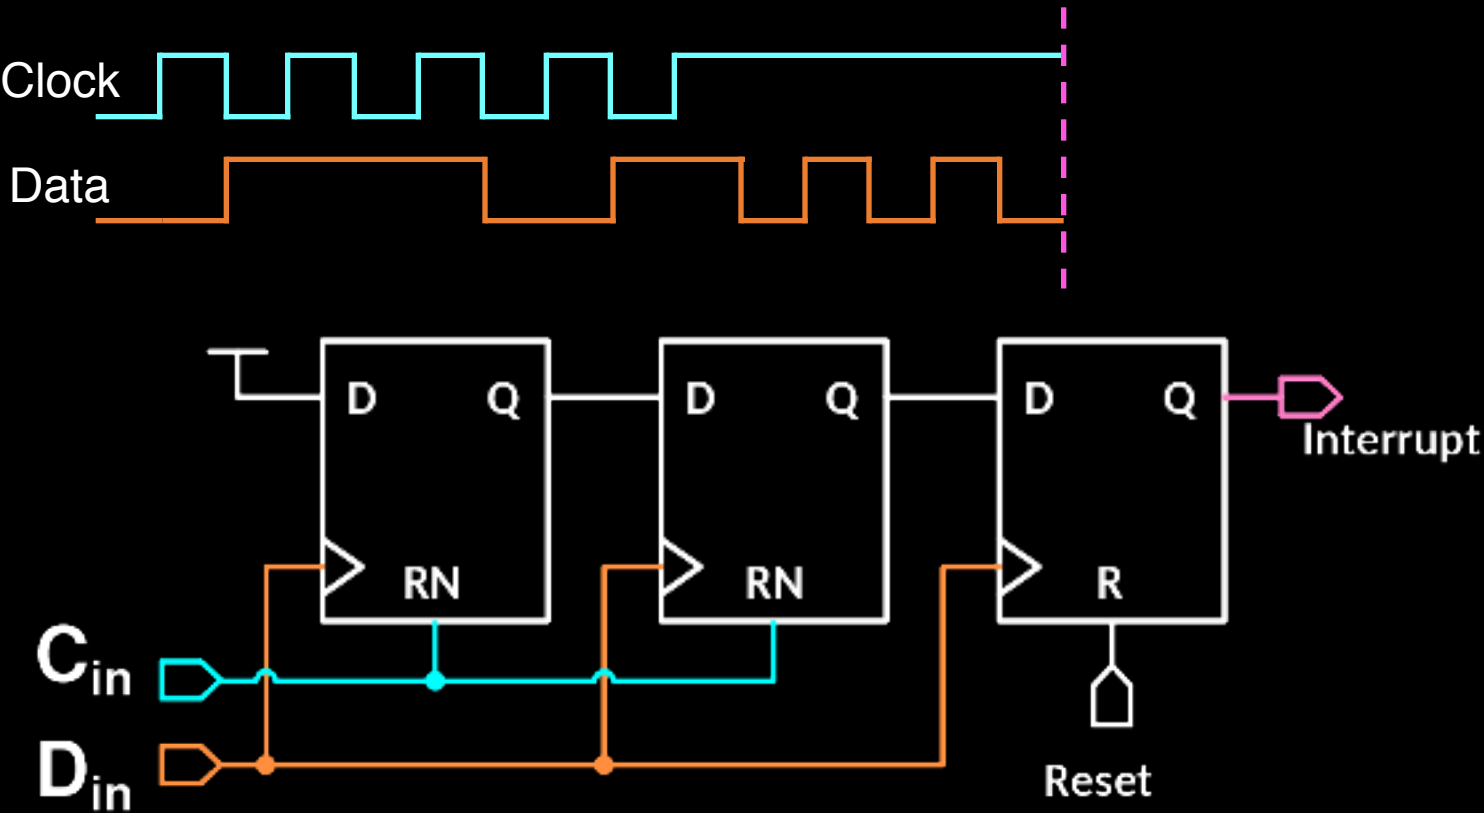 Clock
Data
D Q D Q D Q
Interrupt
RN RN R
Cin
Din
Reset